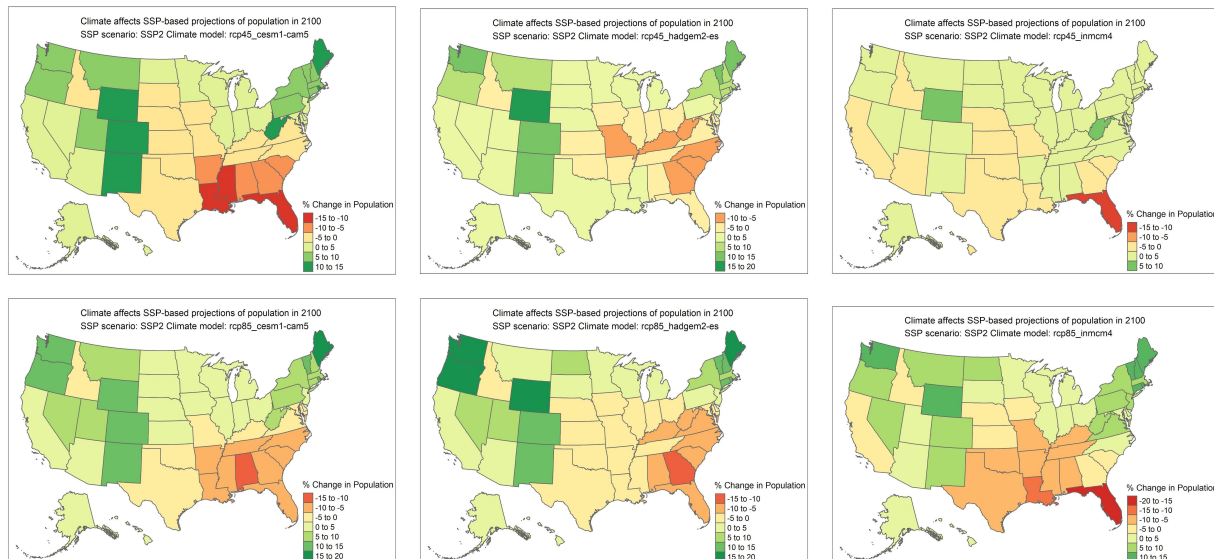 Climate affects SSP-based projections of population in 2100
SSP scenario: SSP2 Climate model: rcp45_cesm1-cam5
% Change in Population
-15 to -10
-10 to -5
-5 to 0
0 to 5
5 to 10
10 to 15
Climate affects SSP-based projections of population in 2100
SSP scenario: SSP2 Climate model: rcp45_hadgem2-es
% Change in Population
-10 to -5
-5 to 0
0 to 5
5 to 10
10 to 15
15 to 20
Climate affects SSP-based projections of population in 2100
SSP scenario: SSP2 Climate model: rcp45_inmcm4
% Change in Population
-15 to -10
-10 to -5
-5 to 0
0 to 5
5 to 10
Climate affects SSP-based projections of population in 2100
SSP scenario: SSP2 Climate model: rcp85_cesm1-cam5
% Change in Population
-15 to -10
-10 to -5
-5 to 0
0 to 5
5 to 10
10 to 15
15 to 20
Climate affects SSP-based projections of population in 2100
SSP scenario: SSP2 Climate model: rcp85_hadgem2-es
% Change in Population
-15 to -10
-10 to -5
-5 to 0
0 to 5
5 to 10
10 to 15
15 to 20
Climate affects SSP-based projections of population in 2100
SSP scenario: SSP2 Climate model: rcp85_inmcm4
% Change in Population
-20 to -15
-15 to -10
-10 to -5
-5 to 0
0 to 5
5 to 10
10 to 15